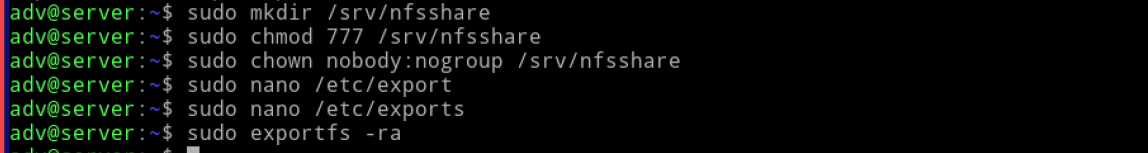 adv@server:~$ sudo mkdir /srv/nfsshare
adv@server:~$ sudo chmod 777 /srv/nfsshare
adv@server:~$ sudo chown nobody:nogroup /srv/nfsshare
adv@server:~$ sudo nano /etc/export
adv@server:~$ sudo nano /etc/exports
adv@server:~$ sudo exportfs -ra
adv@server:~$